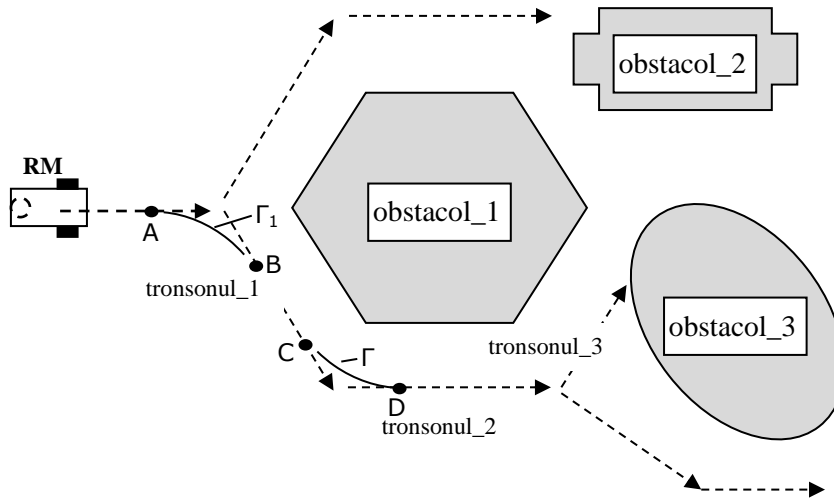 obstacol_2
RM
obstacol_1
Γ₁
A
B
tronsonul_1
obstacol_3
C
Γ
tronsonul_3
D
tronsonul_2